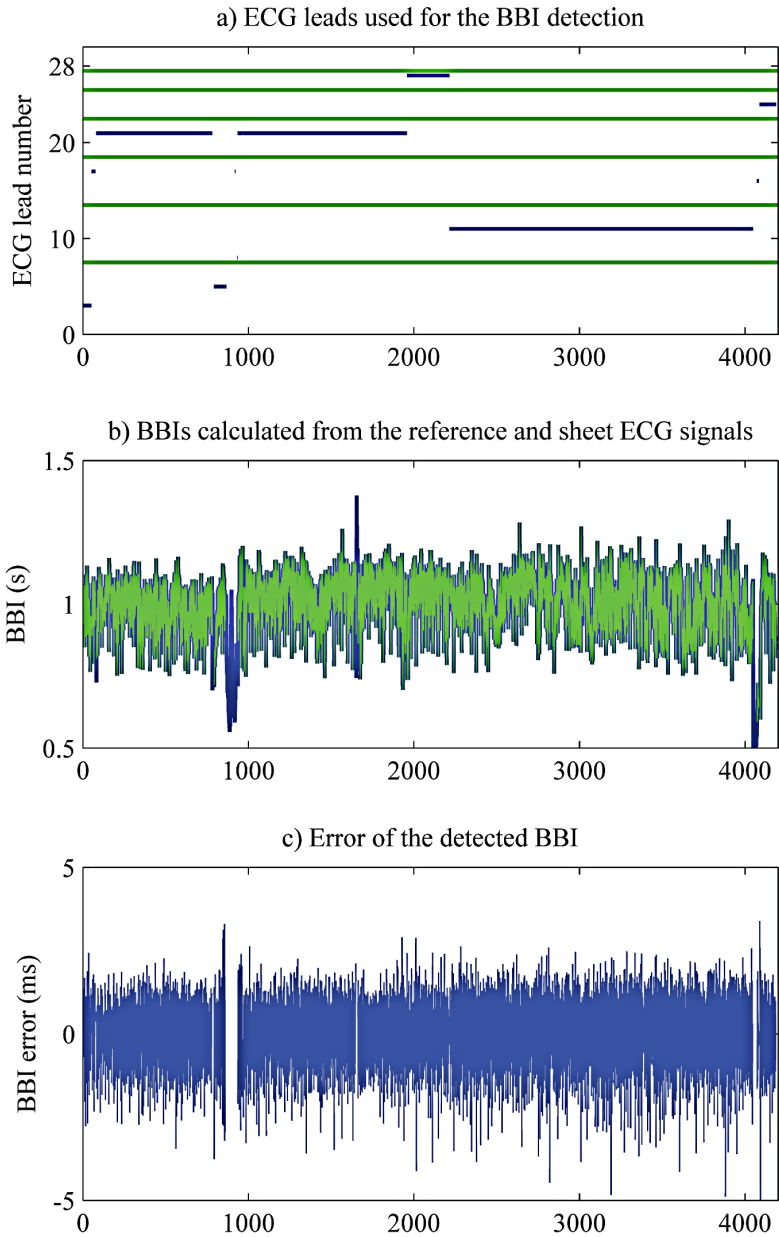 a) ECG leads used for the BBI detection
28
20
10
0
ECG lead number
0 1000 2000 3000 4000
b) BBIs calculated from the reference and sheet ECG signals
1.5
1
0.5
BBI (s)
0 1000 2000 3000 4000
c) Error of the detected BBI
5
0
-5
BBI error (ms)
0 1000 2000 3000 4000